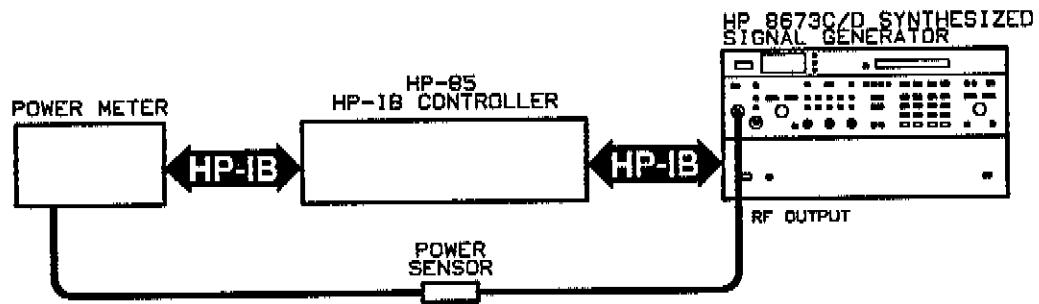 HP 8673C/D SYNTHESIZED
SIGNAL GENERATOR
HP-85
HP-IB CONTROLLER
POWER METER
HP-IB
HP-IB
RF OUTPUT
POWER
SENSOR